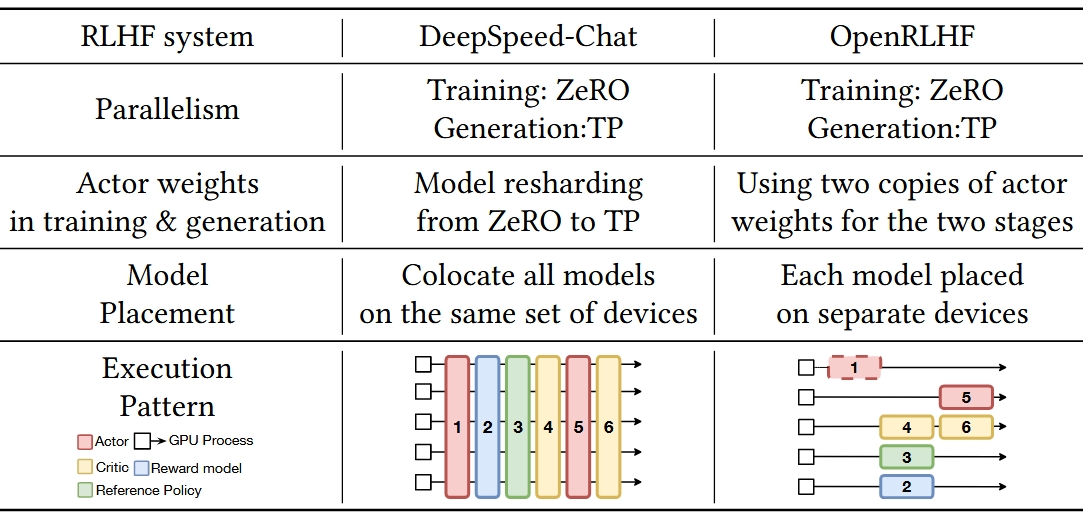 RLHF system
DeepSpeed-Chat
OpenRLHF
Parallelism
Training: ZeRO
Generation:TP
Training: ZeRO
Generation:TP
Actor weights
in training & generation
Model resharding
from ZeRO to TP
Using two copies of actor
weights for the two stages
Model
Placement
Colocate all models
on the same set of devices
Each model placed
on separate devices
Execution
Pattern
Actor
GPU Process
Critic
Reward model
Reference Policy
1 2 3 4 5 6
1
5
4 6
3
2